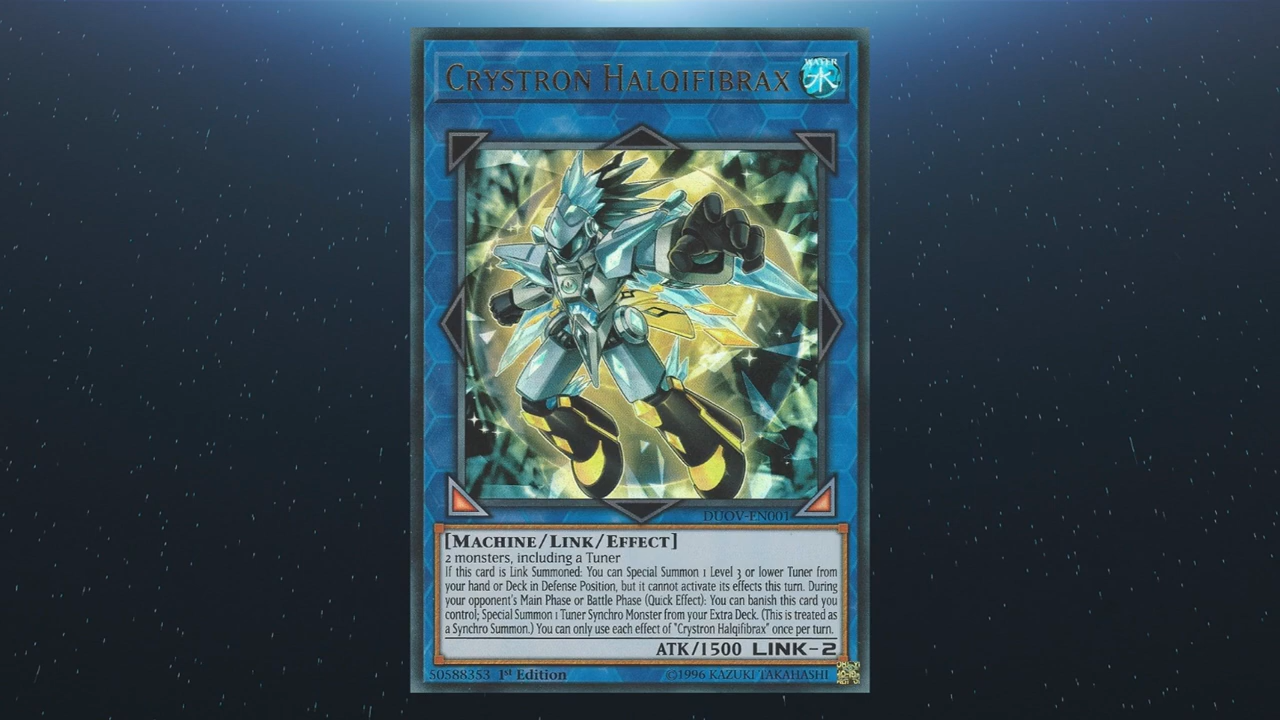 CRYSTRON HALQIFIBRAX
WATER
水
DUOV-EN001
[MACHINE/LINK/EFFECT]
2 monsters, including a Tuner
If this card is Link Summoned: You can Special Summon 1 Level 3 or lower Tuner from
your hand or Deck in Defense Position, but it cannot activate its effects this turn. During
your opponent's Main Phase or Battle Phase (Quick Effect): You can banish this card you
control; Special Summon 1 Tuner Synchro Monster from your Extra Deck. (This is treated as
a Synchro Summon.) You can only use each effect of "Crystron Halqifibrax" once per turn.
ATK/1500 LINK-2
50588353 1st Edition ©1996 KAZUKI TAKAHASHI